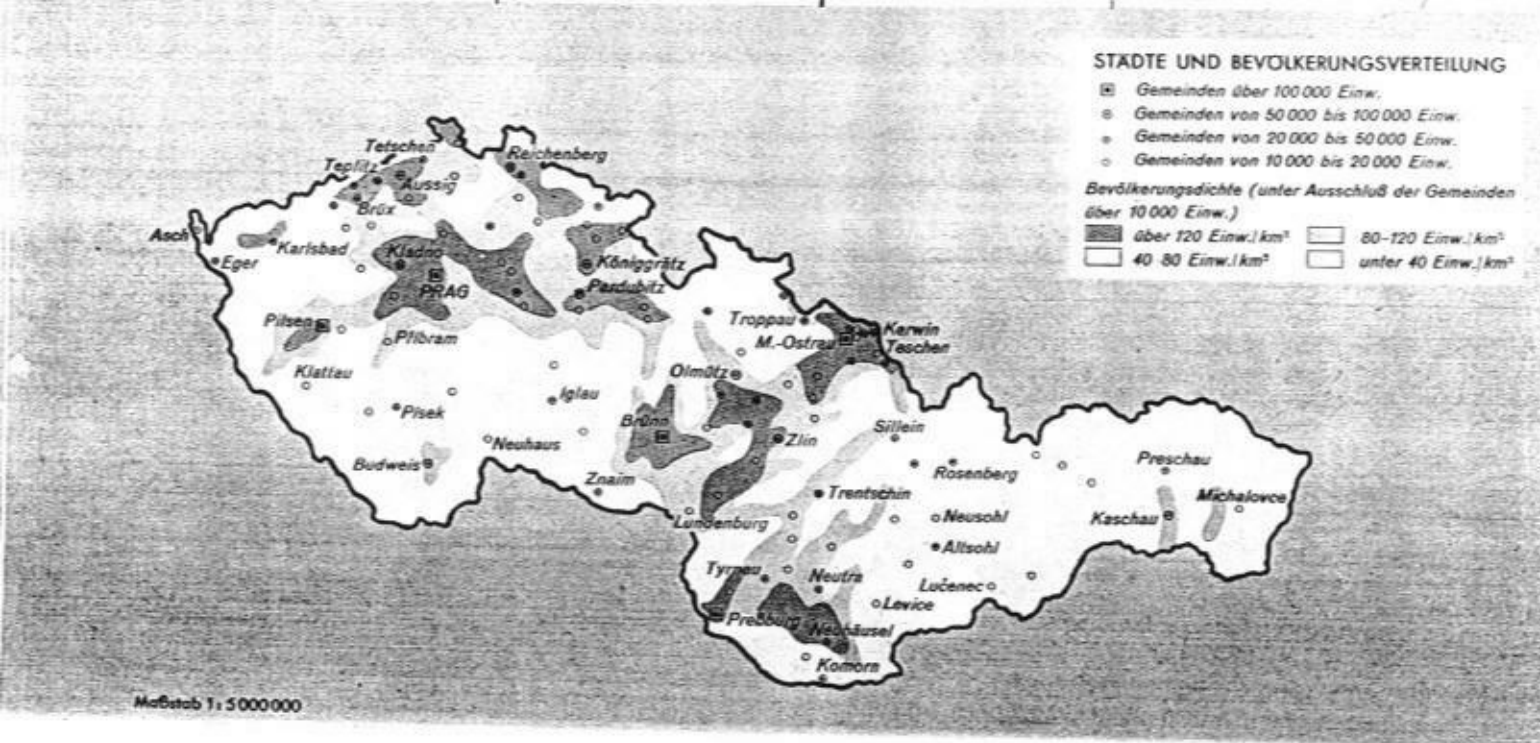 STÄDTE UND BEVÖLKERUNGSVERTEILUNG
Gemeinden über 100 000 Einw.
Gemeinden von 50 000 bis 100 000 Einw.
Gemeinden von 20 000 bis 50 000 Einw.
Gemeinden von 10 000 bis 20 000 Einw.
Bevölkerungsdichte (unter Ausschluß der Gemeinden
über 10 000 Einw.)
über 120 Einw./km² 80-120 Einw./km²
40 80 Einw./km² unter 40 Einw./km²
Tetschen
Teplitz
Reichenberg
Aussig
Brüx
Asch
Karlsbad
Eger
Kladno
Königgrätz
PRAG
Pardubitz
Pilsen
Příbram
Troppau
Karwin
M.-Ostrau
Teschen
Klattau
Olmütz
Iglau
Písek
Brünn
Sillein
Neuhaus
Zlin
Budweis
Rosenberg
Preschau
Znaim
Trentschin
Michalovce
Lundenburg
Neusohl
Kaschau
Altsohl
Tyrnau
Neutra
Lučenec
Levice
Preßburg
Neuhäusel
Komorn
Maßstab 1:5000000